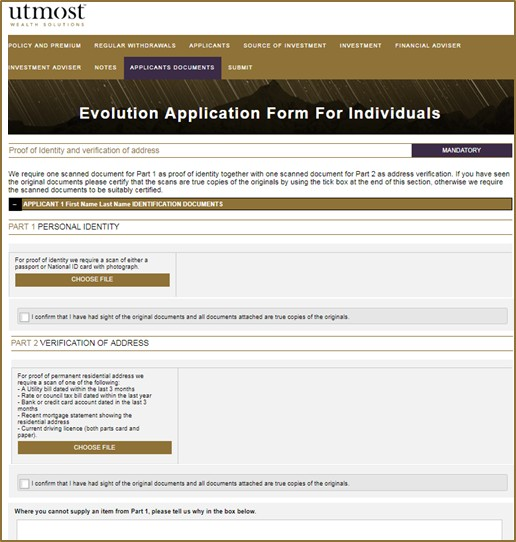 utmost
WEALTH SOLUTIONS
POLICY AND PREMIUM REGULAR WITHDRAWALS APPLICANTS SOURCE OF INVESTMENT INVESTMENT FINANCIAL ADVISER
INVESTMENT ADVISER NOTES APPLICANTS DOCUMENTS SUBMIT
Evolution Application Form For Individuals
Proof of Identity and verification of address MANDATORY
We require one scanned document for Part 1 as proof of identity together with one scanned document for Part 2 as address verification. If you have seen
the original documents please certify that the scans are true copies of the originals by using the tick box at the end of this section, otherwise we require
the scanned documents to be suitably certified.
– APPLICANT 1 First Name Last Name IDENTIFICATION DOCUMENTS
PART 1 PERSONAL IDENTITY
For proof of identity we require a scan of either a
passport or National ID card with photograph.
CHOOSE FILE
I confirm that I have had sight of the original documents and all documents attached are true copies of the originals.
PART 2 VERIFICATION OF ADDRESS
For proof of permanent residential address we
require a scan of one of the following:
- A Utility bill dated within the last 3 months
- Rate or council tax bill dated within the last year
- Bank or credit card account dated in the last 3
months
- Recent mortgage statement showing the
residential address
- Current driving licence (both parts card and
paper).
CHOOSE FILE
I confirm that I have had sight of the original documents and all documents attached are true copies of the originals.
Where you cannot supply an item from Part 1, please tell us why in the box below.